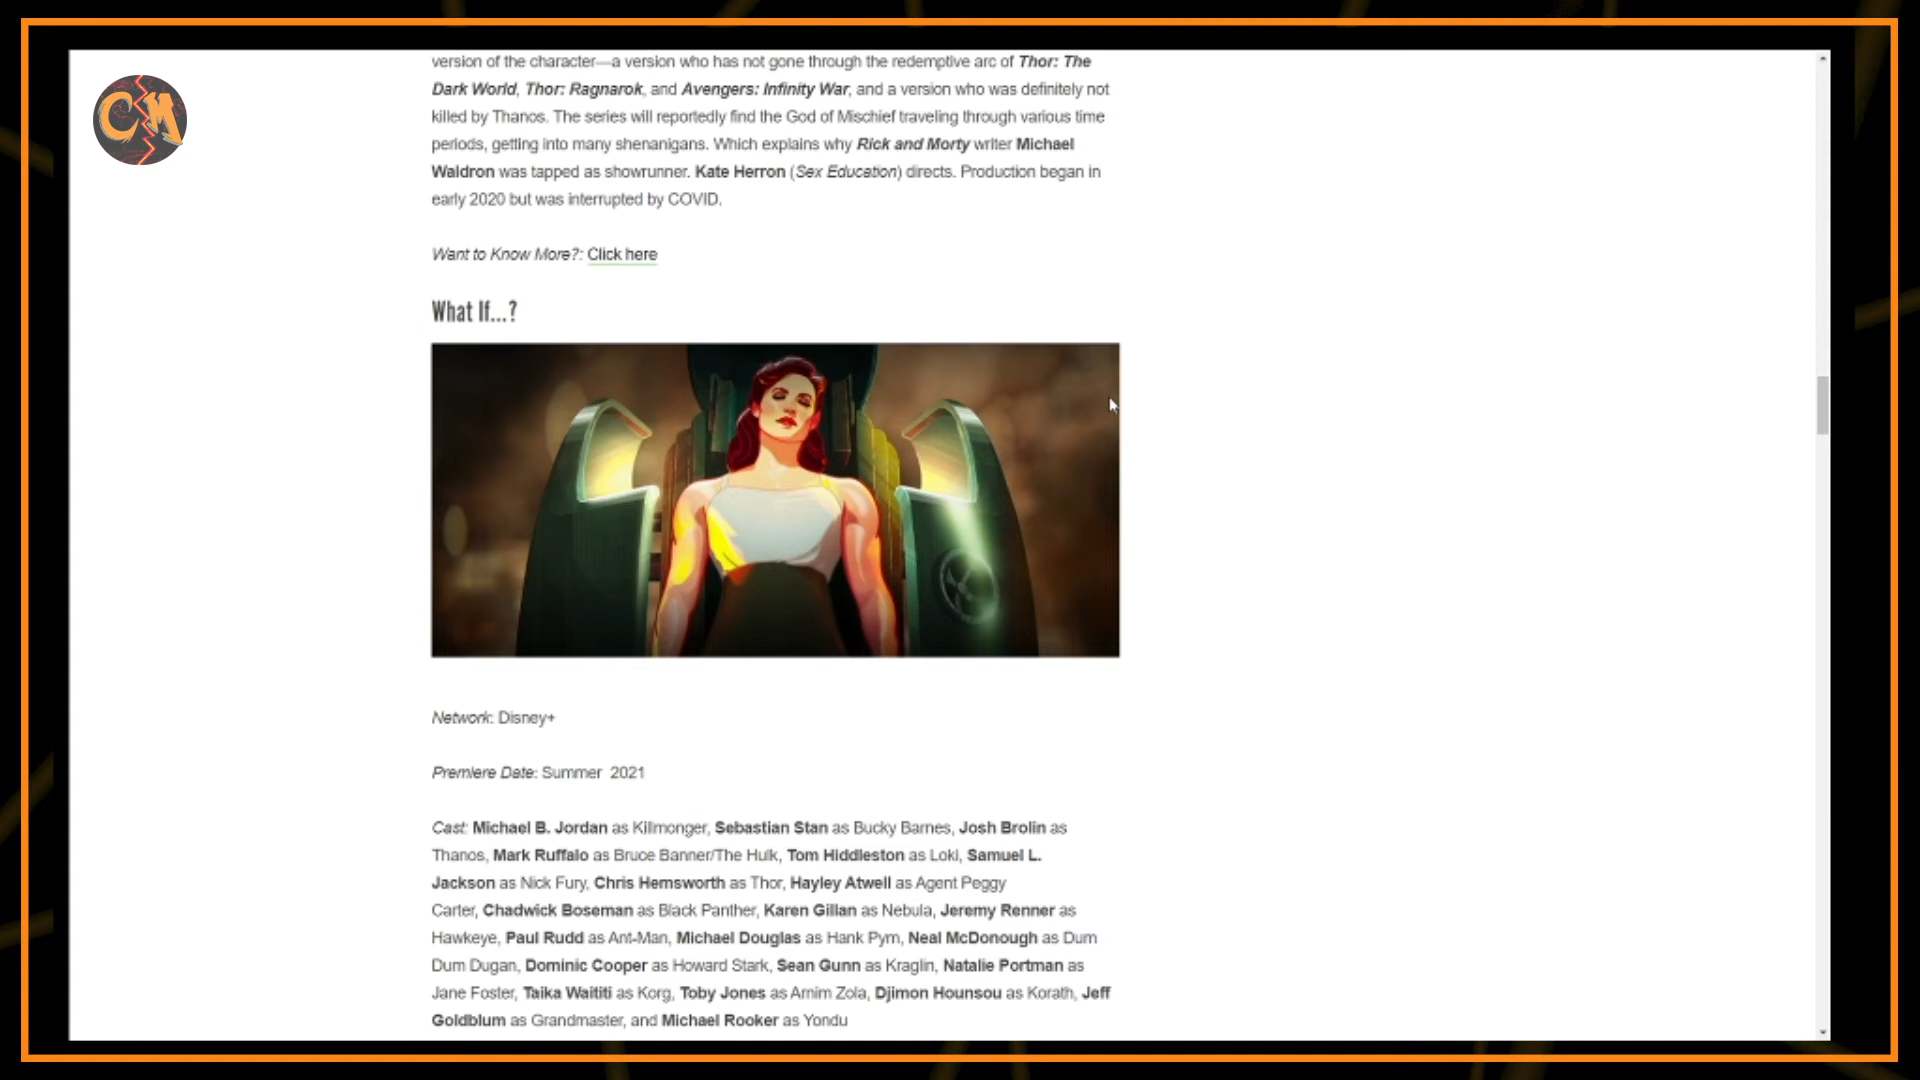 CM
version of the character—a version who has not gone through the redemptive arc of Thor: The
Dark World, Thor: Ragnarok, and Avengers: Infinity War, and a version who was definitely not
killed by Thanos. The series will reportedly find the God of Mischief traveling through various time
periods, getting into many shenanigans. Which explains why Rick and Morty writer Michael
Waldron was tapped as showrunner. Kate Herron (Sex Education) directs. Production began in
early 2020 but was interrupted by COVID.
Want to Know More?: Click here
What If...?
Network: Disney+
Premiere Date: Summer 2021
Cast: Michael B. Jordan as Killmonger, Sebastian Stan as Bucky Barnes, Josh Brolin as
Thanos, Mark Ruffalo as Bruce Banner/The Hulk, Tom Hiddleston as Loki, Samuel L.
Jackson as Nick Fury, Chris Hemsworth as Thor, Hayley Atwell as Agent Peggy
Carter, Chadwick Boseman as Black Panther, Karen Gillan as Nebula, Jeremy Renner as
Hawkeye, Paul Rudd as Ant-Man, Michael Douglas as Hank Pym, Neal McDonough as Dum
Dum Dugan, Dominic Cooper as Howard Stark, Sean Gunn as Kraglin, Natalie Portman as
Jane Foster, Taika Waititi as Korg, Toby Jones as Arnim Zola, Djimon Hounsou as Korath, Jeff
Goldblum as Grandmaster, and Michael Rooker as Yondu